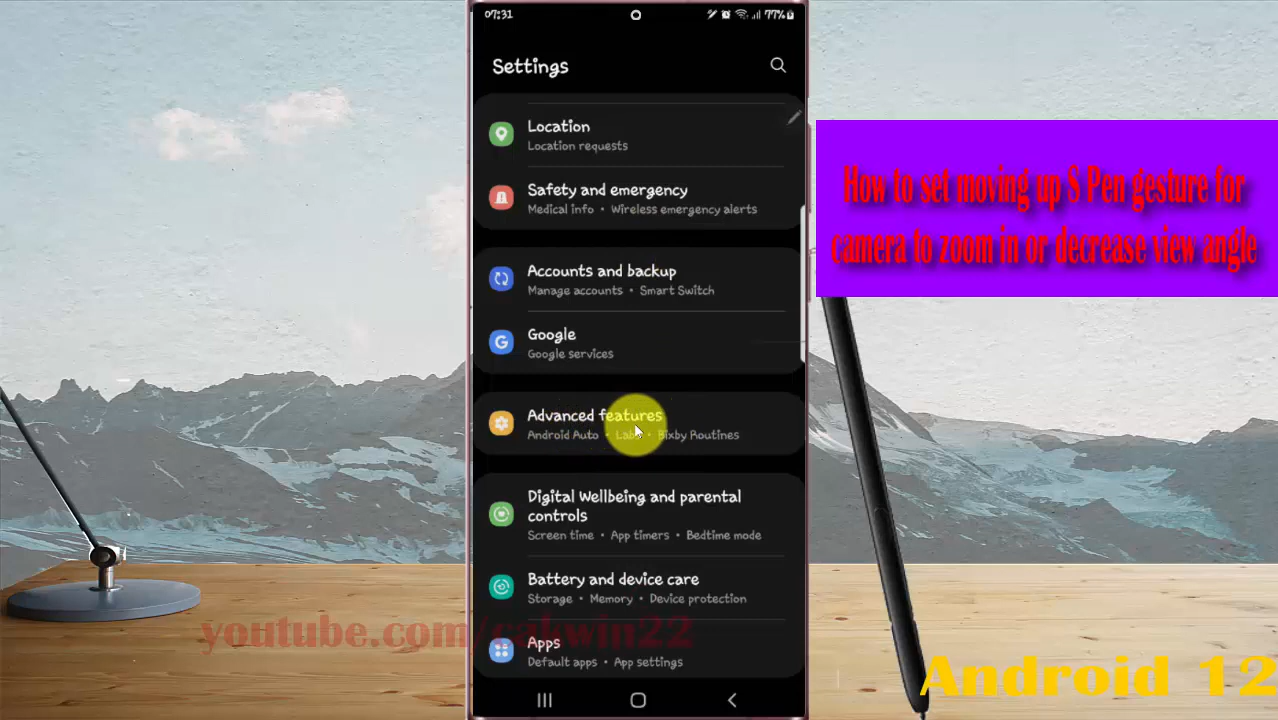 07:31
77%
Settings
Location
Location requests
Safety and emergency
Medical info • Wireless emergency alerts
Accounts and backup
Manage accounts • Smart Switch
Google
Google services
Advanced features
Android Auto • Labs • Bixby Routines
Digital Wellbeing and parental
controls
Screen time • App timers • Bedtime mode
Battery and device care
Storage • Memory • Device protection
Apps
Default apps • App settings
How to set moving up S Pen gesture for
camera to zoom in or decrease view angle
youtube.com/cakwin22
Android 12